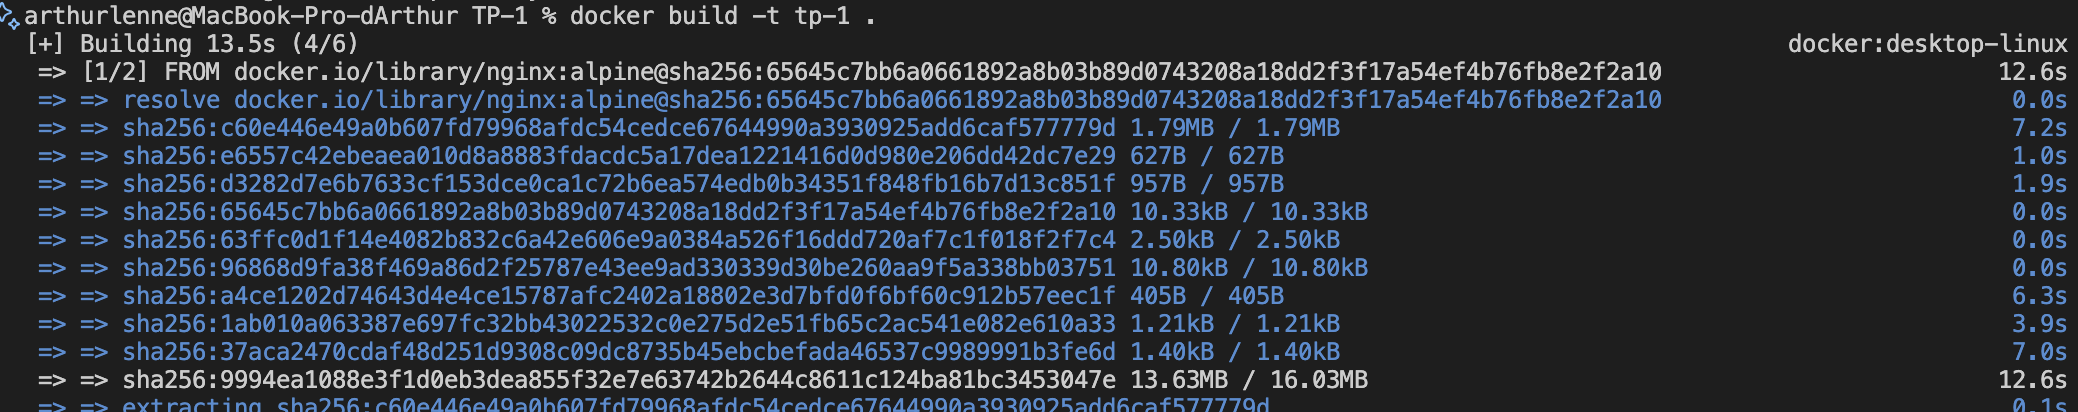 arthurlenne@MacBook-Pro-dArthur TP-1 % docker build -t tp-1 .
[+] Building 13.5s (4/6) docker:desktop-linux
=> [1/2] FROM docker.io/library/nginx:alpine@sha256:65645c7bb6a0661892a8b03b89d0743208a18dd2f3f17a54ef4b76fb8e2f2a10 12.6s
=> => resolve docker.io/library/nginx:alpine@sha256:65645c7bb6a0661892a8b03b89d0743208a18dd2f3f17a54ef4b76fb8e2f2a10 0.0s
=> => sha256:c60e446e49a0b607fd79968afdc54cedce67644990a3930925add6caf577779d 1.79MB / 1.79MB 7.2s
=> => sha256:e6557c42ebeaea010d8a8883fdacdc5a17dea1221416d0d980e206dd42dc7e29 627B / 627B 1.0s
=> => sha256:d3282d7e6b7633cf153dce0ca1c72b6ea574edb0b34351f848fb16b7d13c851f 957B / 957B 1.9s
=> => sha256:65645c7bb6a0661892a8b03b89d0743208a18dd2f3f17a54ef4b76fb8e2f2a10 10.33kB / 10.33kB 0.0s
=> => sha256:63ffc0d1f14e4082b832c6a42e606e9a0384a526f16ddd720af7c1f018f2f7c4 2.50kB / 2.50kB 0.0s
=> => sha256:96868d9fa38f469a86d2f25787e43ee9ad330339d30be260aa9f5a338bb03751 10.80kB / 10.80kB 0.0s
=> => sha256:a4ce1202d74643d4e4ce15787afc2402a18802e3d7bfd0f6bf60c912b57eec1f 405B / 405B 6.3s
=> => sha256:1ab010a063387e697fc32bb43022532c0e275d2e51fb65c2ac541e082e610a33 1.21kB / 1.21kB 3.9s
=> => sha256:37aca2470cdaf48d251d9308c09dc8735b45ebcbefada46537c9989991b3fe6d 1.40kB / 1.40kB 7.0s
=> => sha256:9994ea1088e3f1d0eb3dea855f32e7e63742b2644c8611c124ba81bc3453047e 13.63MB / 16.03MB 12.6s
=> => extracting sha256:c60e446e49a0b607fd79968afdc54cedce67644990a3930925add6caf577779d 0.1s